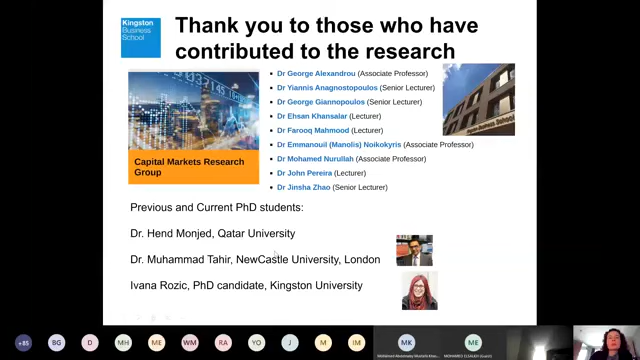 Kingston
Business
School
Thank you to those who have
contributed to the research
Dr George Alexandrou (Associate Professor)
Dr Yiannis Anagnostopoulos (Senior Lecturer)
Dr George Giannopoulos (Senior Lecturer)
Dr Ehsan Khansalar (Lecturer)
Dr Farooq Mahmood (Lecturer)
Dr Emmanouil (Manolis) Noikokyris (Associate Professor)
Dr Mohamed Nurullah (Associate Professor)
Dr John Pereira (Lecturer)
Dr Jinsha Zhao (Senior Lecturer)
Capital Markets Research
Group
Previous and Current PhD students:
Dr. Hend Monjed, Qatar University
Dr. Muhammad Tahir, NewCastle University, London
Ivana Rozic, PhD candidate, Kingston University
+85
BG
D
MH
ME
WM
RA
YO
J
M
IM
MK
ME
MOHAMED ELSAUDI (Guest)